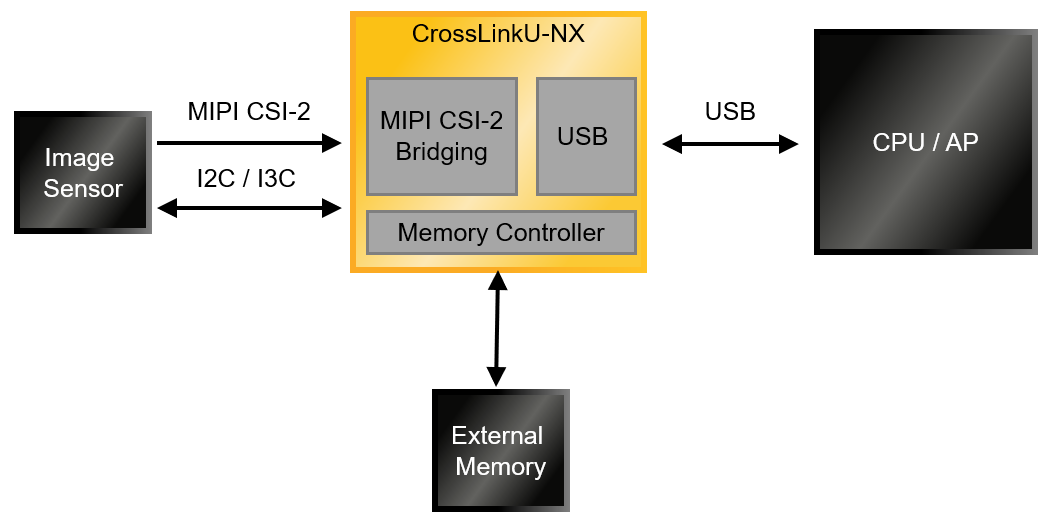 CrossLinkU-NX
MIPI CSI-2
I2C / I3C
Image
Sensor
MIPI CSI-2
Bridging
USB
Memory Controller
USB
CPU / AP
External
Memory